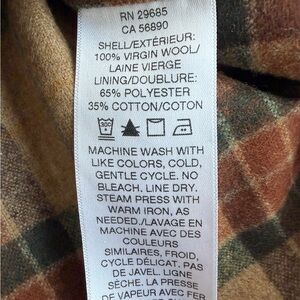 RN 29685
CA 56890
SHELL/EXTÉRIEUR:
100% VIRGIN WOOL/
LAINE VIERGE
LINING/DOUBLURE:
65% POLYESTER
35% COTTON/COTON
30C
MACHINE WASH WITH
LIKE COLORS, COLD,
GENTLE CYCLE. NO
BLEACH. LINE DRY.
STEAM PRESS WITH
WARM IRON, AS
NEEDED./LAVAGE EN
MACHINE AVEC DES
COULEURS
SIMILAIRES, FROID,
CYCLE DÉLICAT. PAS
DE JAVEL. LIGNE
SÈCHE. LA PRESSE
DE VAPEUR AVEC FER